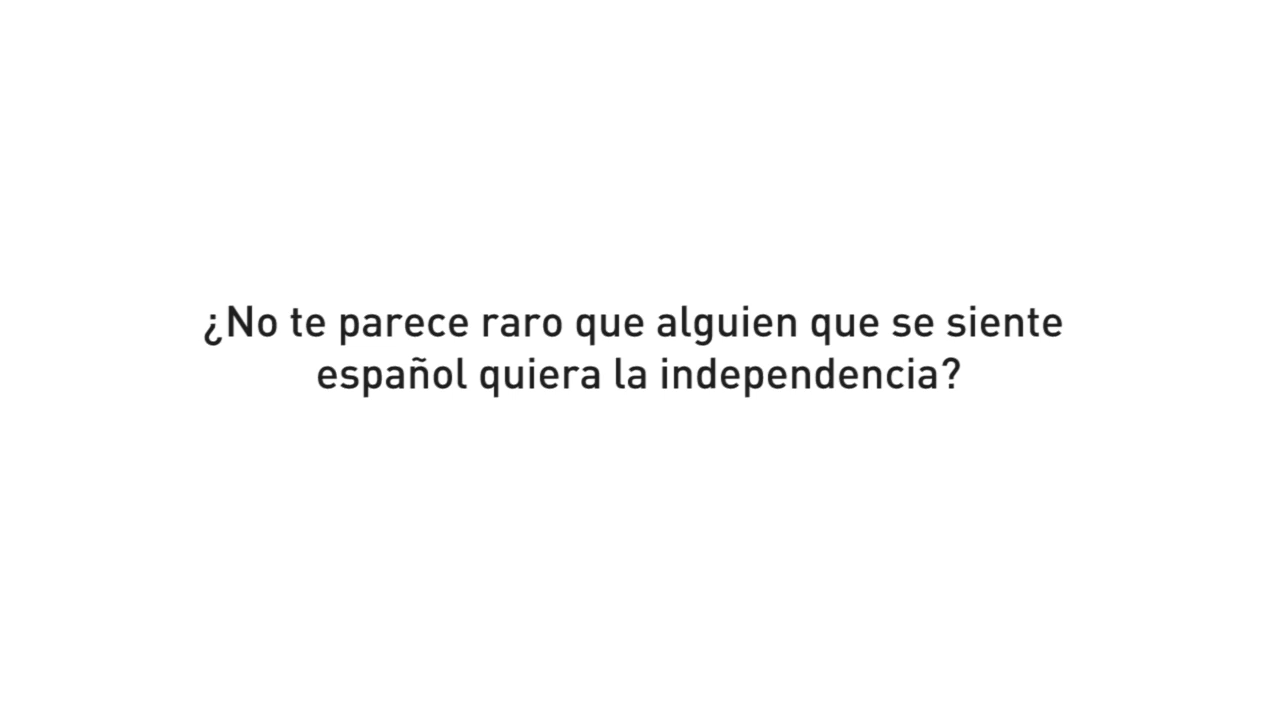 ¿No te parece raro que alguien que se siente
español quiera la independencia?